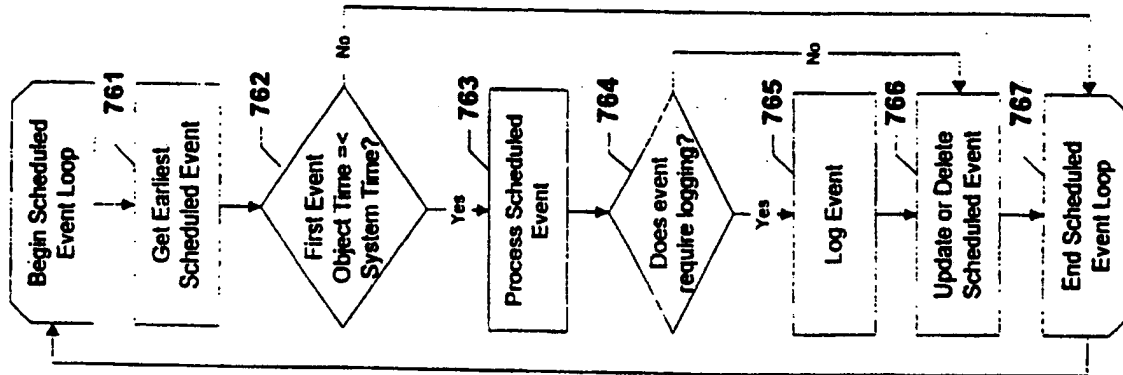 Begin Scheduled
Event Loop
761
Get Earliest
Scheduled Event
762
First Event
Object Time =<
System Time?
No
Yes
763
Process Scheduled
Event
764
Does event
require logging?
No
Yes
765
Log Event
766
Update or Delete
Scheduled Event
767
End Scheduled
Event Loop